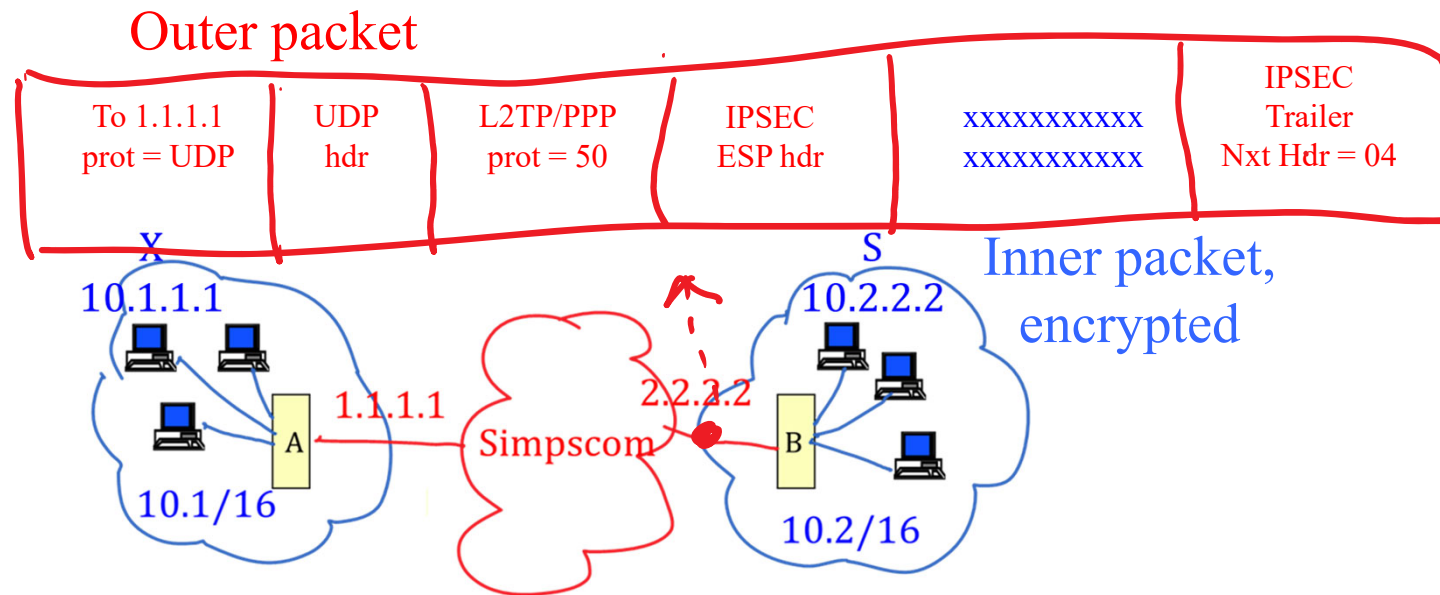 Outer packet
To 1.1.1.1
prot = UDP
UDP
hdr
L2TP/PPP
prot = 50
IPSEC
ESP hdr
xxxxxxxxxxx
xxxxxxxxxxx
IPSEC
Trailer
Nxt Hdr = 04
X
10.1.1.1
S
10.2.2.2
Inner packet,
encrypted
1.1.1.1
2.2.2.2
A
Simpscom
B
10.1/16
10.2/16